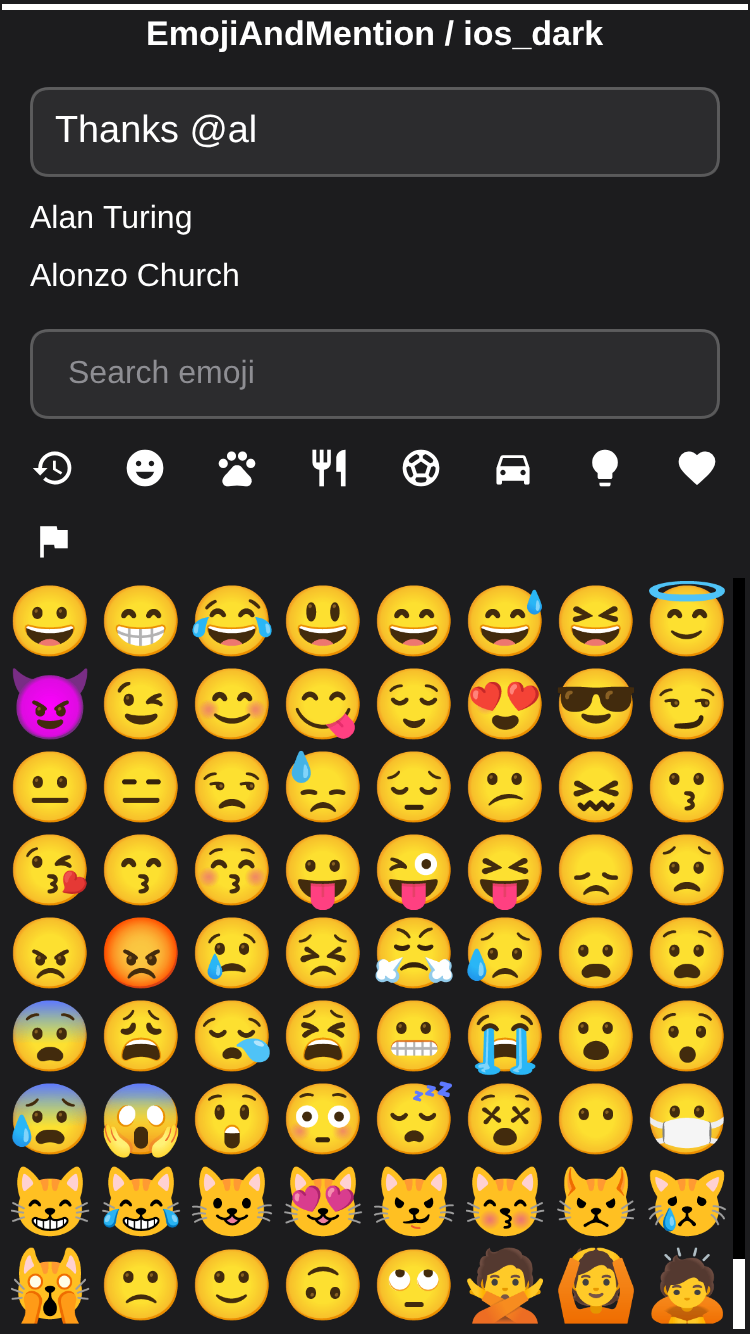 EmojiAndMention / ios_dark
Thanks @al
Alan Turing
Alonzo Church
Search emoji